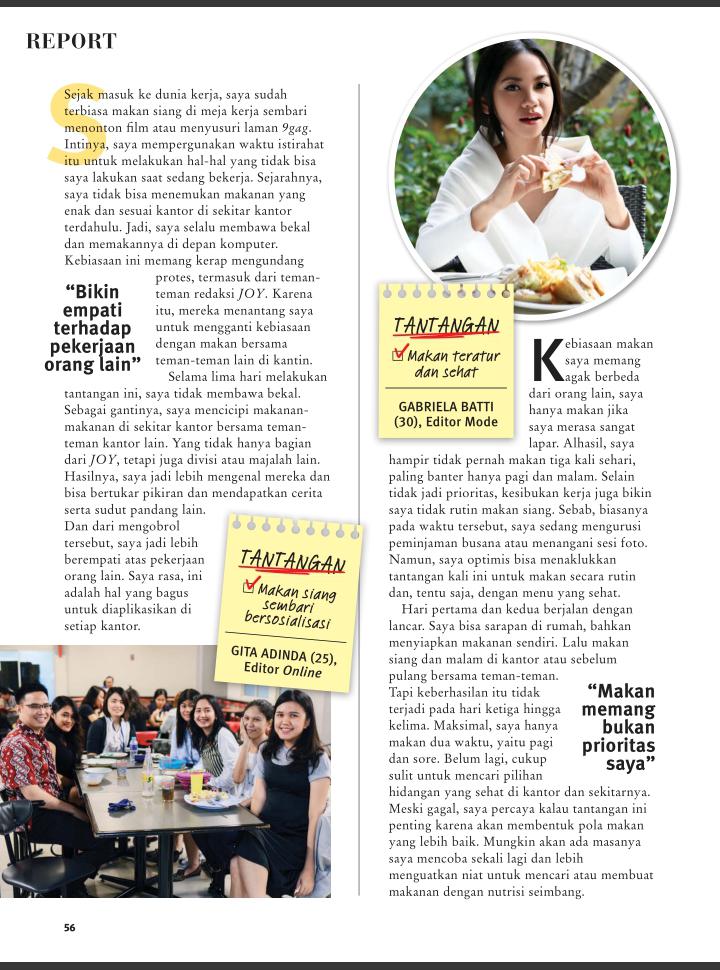 REPORT
Sejak masuk ke dunia kerja, saya sudah
terbiasa makan siang di meja kerja sembari
menonton film atau menyusuri laman 9gag.
Intinya, saya mempergunakan waktu istirahat
itu untuk melakukan hal-hal yang tidak bisa
saya lakukan saat sedang bekerja. Sejarahnya,
saya tidak bisa menemukan makanan yang
enak dan sesuai kantor di sekitar kantor
terdahulu. Jadi, saya selalu membawa bekal
dan memakannya di depan komputer.
Kebiasaan ini memang kerap mengundang
protes, termasuk dari teman-
teman redaksi JOY. Karena
itu, mereka menantang saya
untuk mengganti kebiasaan
dengan makan bersama
teman-teman lain di kantin.
“Bikin
empati
terhadap
pekerjaan
orang lain”
Selama lima hari melakukan
tantangan ini, saya tidak membawa bekal.
Sebagai gantinya, saya mencicipi makanan-
makanan di sekitar kantor bersama teman-
teman kantor lain. Yang tidak hanya bagian
dari JOY, tetapi juga divisi atau majalah lain.
Hasilnya, saya jadi lebih mengenal mereka dan
bisa bertukar pikiran dan mendapatkan cerita
serta sudut pandang lain.
Dan dari mengobrol
tersebut, saya jadi lebih
berempati atas pekerjaan
orang lain. Saya rasa, ini
adalah hal yang bagus
untuk diaplikasikan di
setiap kantor.
TANTANGAN
Makan siang
sembari
bersosialisasi
GITA ADINDA (25),
Editor Online
TANTANGAN
Makan teratur
dan sehat
GABRIELA BATTI
(30), Editor Mode
Kebiasaan makan
saya memang
agak berbeda
dari orang lain, saya
hanya makan jika
saya merasa sangat
lapar. Alhasil, saya
hampir tidak pernah makan tiga kali sehari,
paling banter hanya pagi dan malam. Selain
tidak jadi prioritas, kesibukan kerja juga bikin
saya tidak rutin makan siang. Sebab, biasanya
pada waktu tersebut, saya sedang mengurusi
peminjaman busana atau menangani sesi foto.
Namun, saya optimis bisa menaklukkan
tantangan kali ini untuk makan secara rutin
dan, tentu saja, dengan menu yang sehat.
Hari pertama dan kedua berjalan dengan
lancar. Saya bisa sarapan di rumah, bahkan
menyiapkan makanan sendiri. Lalu makan
siang dan malam di kantor atau sebelum
pulang bersama teman-teman.
Tapi keberhasilan itu tidak
terjadi pada hari ketiga hingga
kelima. Maksimal, saya hanya
makan dua waktu, yaitu pagi
dan sore. Belum lagi, cukup
sulit untuk mencari pilihan
hidangan yang sehat di kantor dan sekitarnya.
Meski gagal, saya percaya kalau tantangan ini
penting karena akan membentuk pola makan
yang lebih baik. Mungkin akan ada masanya
saya mencoba sekali lagi dan lebih
menguatkan niat untuk mencari atau membuat
makanan dengan nutrisi seimbang.
“Makan
memang
bukan
prioritas
saya”
56